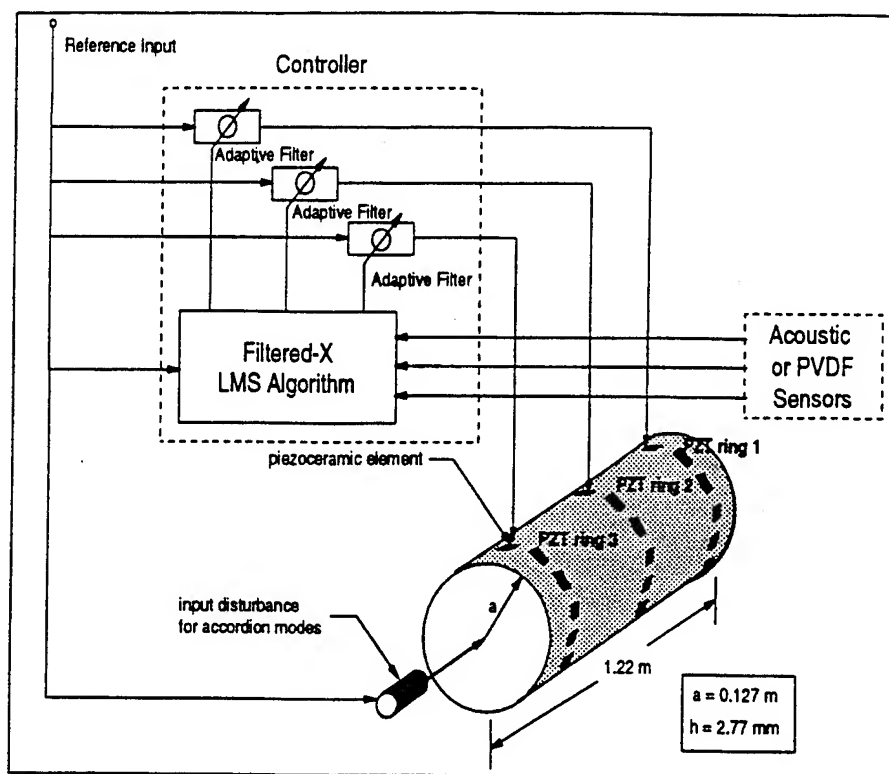 Reference Input
Controller
Adaptive Filter
Adaptive Filter
Adaptive Filter
Filtered-X
LMS Algorithm
Acoustic
or PVDF
Sensors
piezoceramic element
PZT ring 1
PZT ring 2
PZT ring 3
input disturbance
for accordion modes
a
1.22 m
a = 0.127 m
h = 2.77 mm